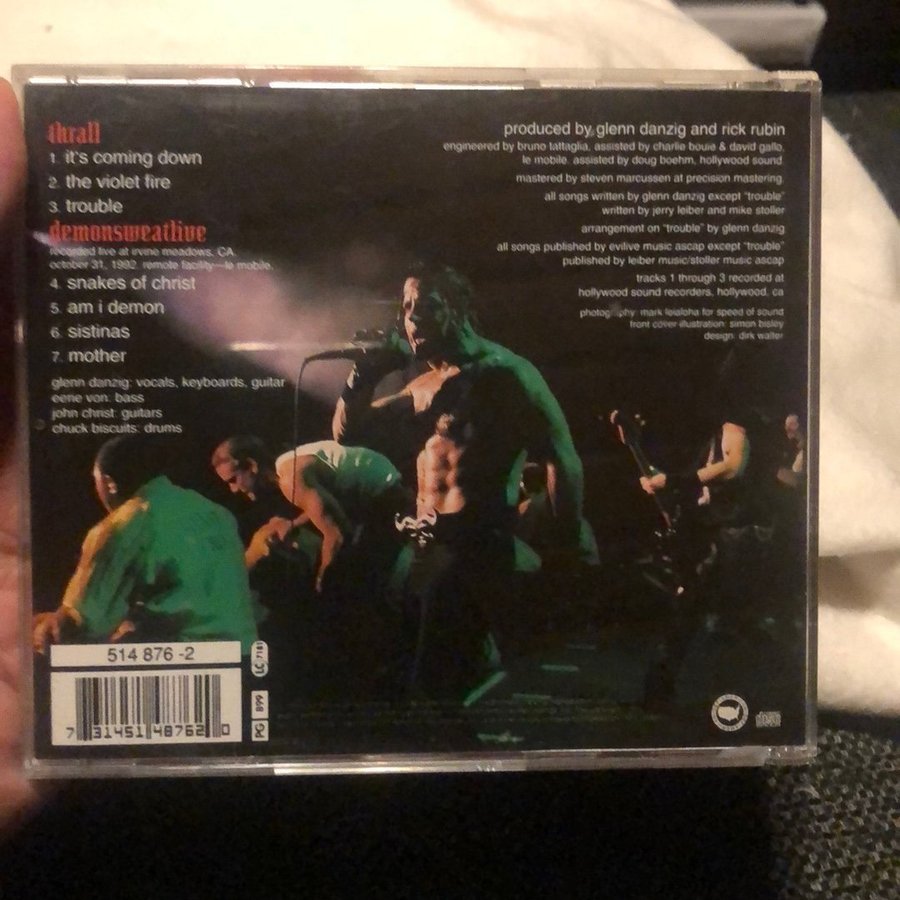 thrall
1. it's coming down
2. the violet fire
3. trouble
demonsweatlive
recorded live at irvine meadows, CA.
october 31, 1992. remote facility—le mobile.
4. snakes of christ
5. am i demon
6. sistinas
7. mother
glenn danzig: vocals, keyboards, guitar
eerie von: bass
john christ: guitars
chuck biscuits: drums
produced by glenn danzig and rick rubin
engineered by bruno tattaglia, assisted by charlie bouie & david gallo,
le mobile. assisted by doug boehm, hollywood sound.
mastered by steven marcussen at precision mastering.
all songs written by glenn danzig except "trouble"
written by jerry leiber and mike stoller
arrangement on "trouble" by glenn danzig
all songs published by evilive music ascap except "trouble"
published by leiber music/stoller music ascap
tracks 1 through 3 recorded at
hollywood sound recorders, hollywood, ca
photography: mark leialoha for speed of sound
front cover illustration: simon bisley
design: dirk walter
514 876 -2
7 31451 48762 0
LC 7181
PG 899